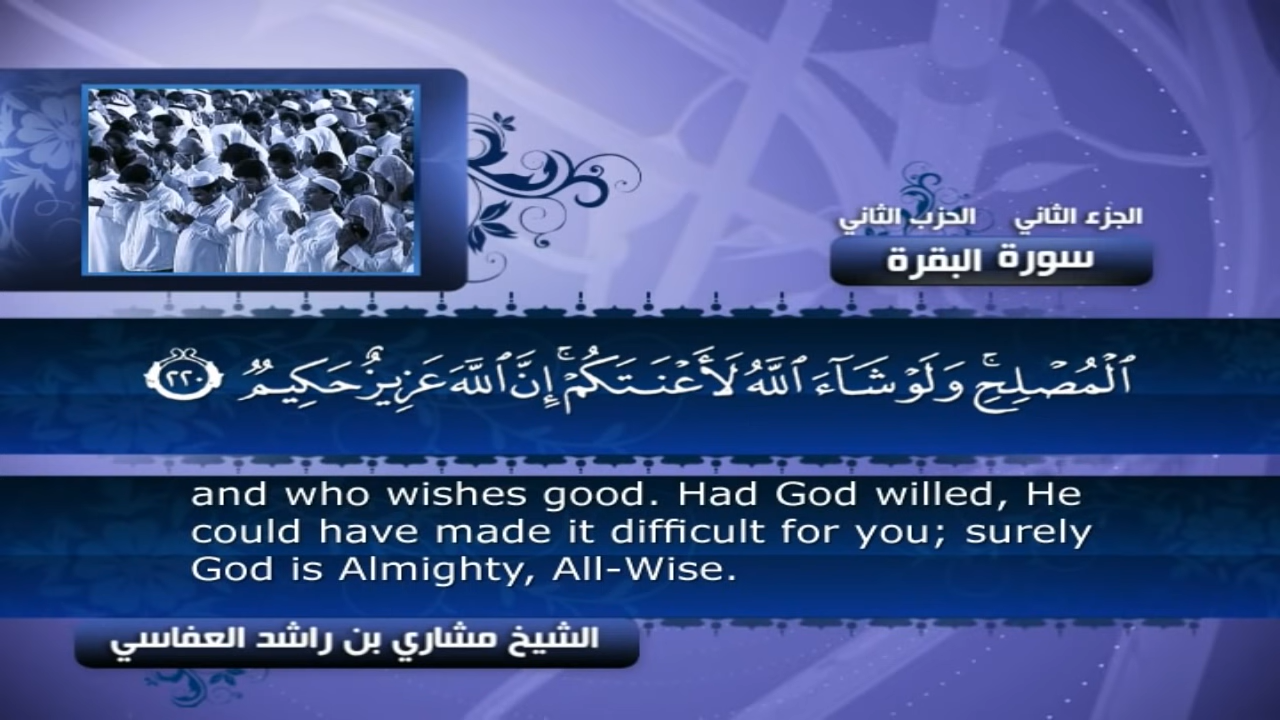 الجزء الثاني الحزب الثاني
سورة البقرة
ٱلْمُصْلِحِ ۚ وَلَوْ شَآءَ ٱللَّهُ لَأَعْنَتَكُمْ ۚ إِنَّ ٱللَّهَ عَزِيزٌ حَكِيمٌ ٢٢٠
and who wishes good. Had God willed, He
could have made it difficult for you; surely
God is Almighty, All-Wise.
الشيخ مشاري بن راشد العفاسي